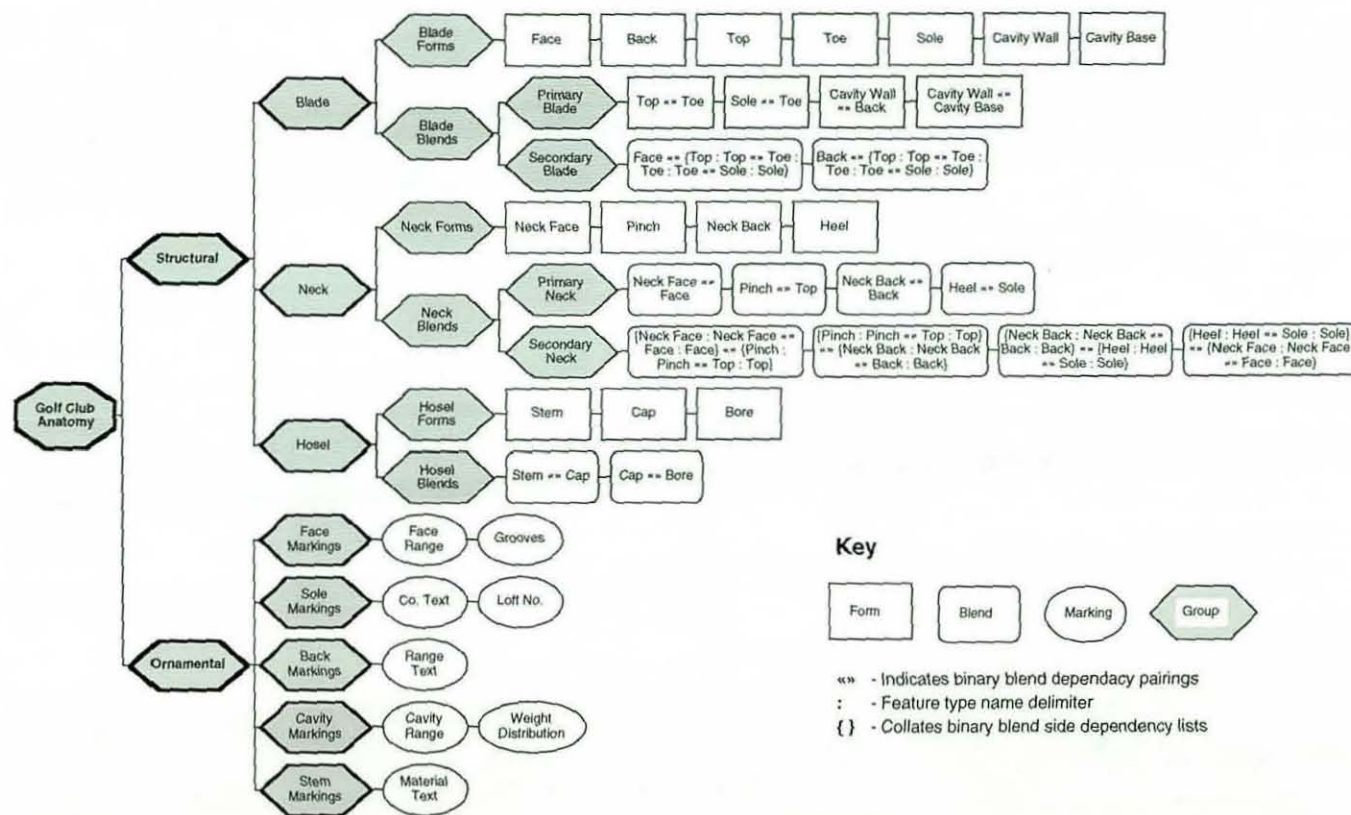 Blade
Forms
Face
Back
Top
Toe
Sole
Cavity Wall
Cavity Base
Blade
Blade
Blends
Primary
Blade
Top «» Toe
Sole «» Toe
Cavity Wall
«» Back
Cavity Wall «»
Cavity Base
Secondary
Blade
Face «» {Top : Top «» Toe :
Toe : Toe «» Sole : Sole}
Back «» {Top : Top «» Toe :
Toe : Toe «» Sole : Sole}
Structural
Neck
Neck Forms
Neck Face
Pinch
Neck Back
Heel
Neck
Blends
Primary
Neck
Neck Face «»
Face
Pinch «» Top
Neck Back «»
Back
Heel «» Sole
Secondary
Neck
{Neck Face : Neck Face «»
Face : Face} «» {Pinch :
Pinch «» Top : Top}
{Pinch : Pinch «» Top : Top}
«» {Neck Back : Neck Back
«» Back : Back}
{Neck Back : Neck Back «»
Back : Back} «» {Heel : Heel
«» Sole : Sole}
{Heel : Heel «» Sole : Sole}
«» {Neck Face : Neck Face
«» Face : Face}
Golf Club
Anatomy
Hosel
Hosel
Forms
Stem
Cap
Bore
Hosel
Blends
Stem «» Cap
Cap «» Bore
Ornamental
Face
Markings
Face
Range
Grooves
Sole
Markings
Co. Text
Loft No.
Back
Markings
Range
Text
Cavity
Markings
Cavity
Range
Weight
Distribution
Stem
Markings
Material
Text
Key
Form
Blend
Marking
Group
«» - Indicates binary blend dependacy pairings
: - Feature type name delimiter
{ } - Collates binary blend side dependency lists